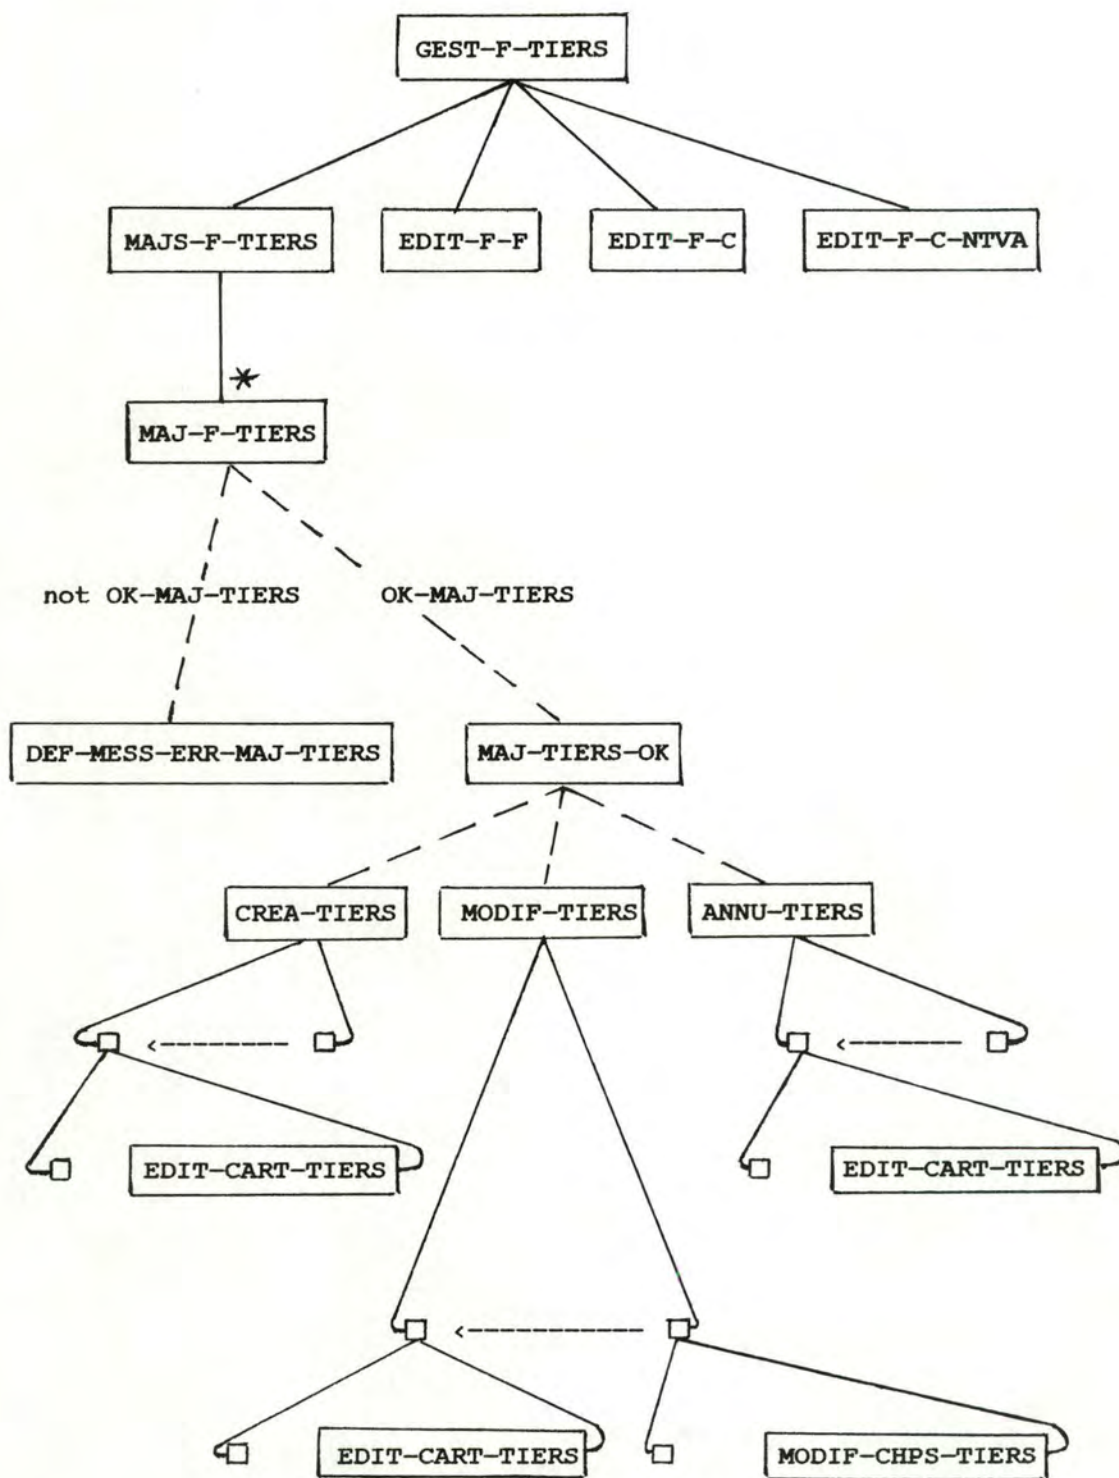 GEST-F-TIERS
MAJS-F-TIERS EDIT-F-F EDIT-F-C EDIT-F-C-NTVA
*
MAJ-F-TIERS
not OK-MAJ-TIERS OK-MAJ-TIERS
DEF-MESS-ERR-MAJ-TIERS MAJ-TIERS-OK
CREA-TIERS MODIF-TIERS ANNU-TIERS
EDIT-CART-TIERS EDIT-CART-TIERS
EDIT-CART-TIERS MODIF-CHPS-TIERS